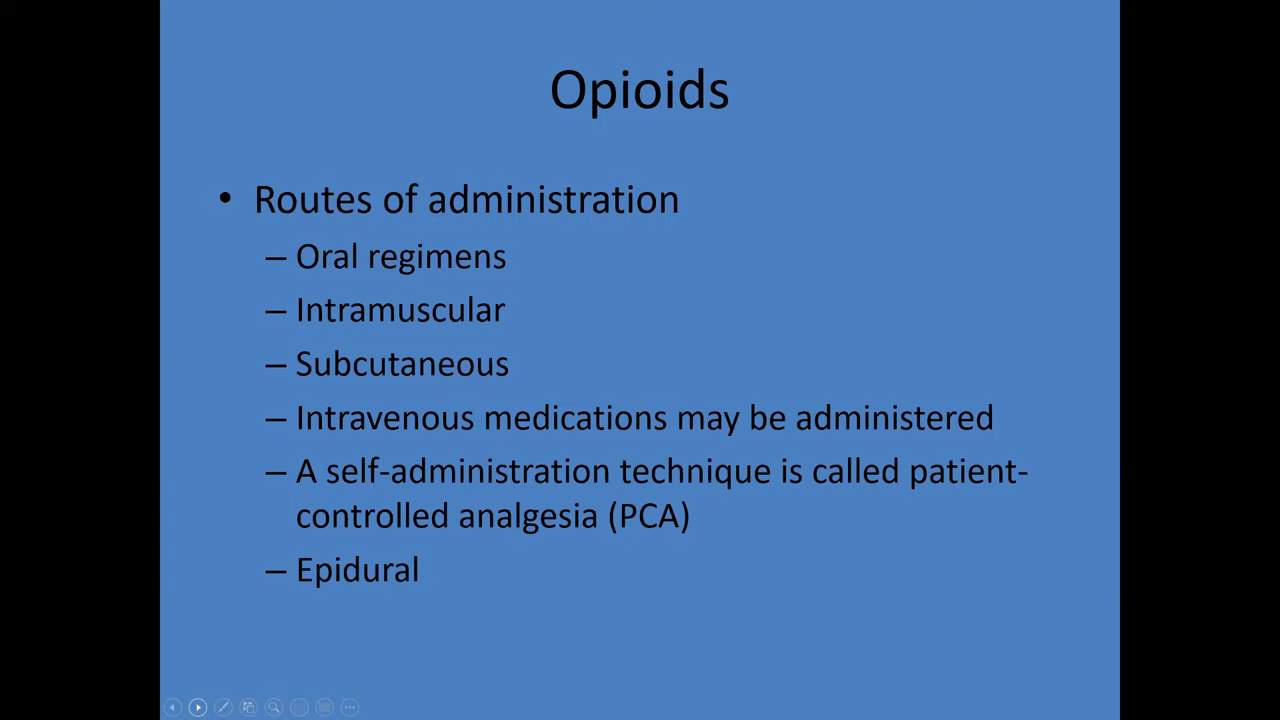 Opioids
• Routes of administration
– Oral regimens
– Intramuscular
– Subcutaneous
– Intravenous medications may be administered
– A self-administration technique is called patient-
controlled analgesia (PCA)
– Epidural